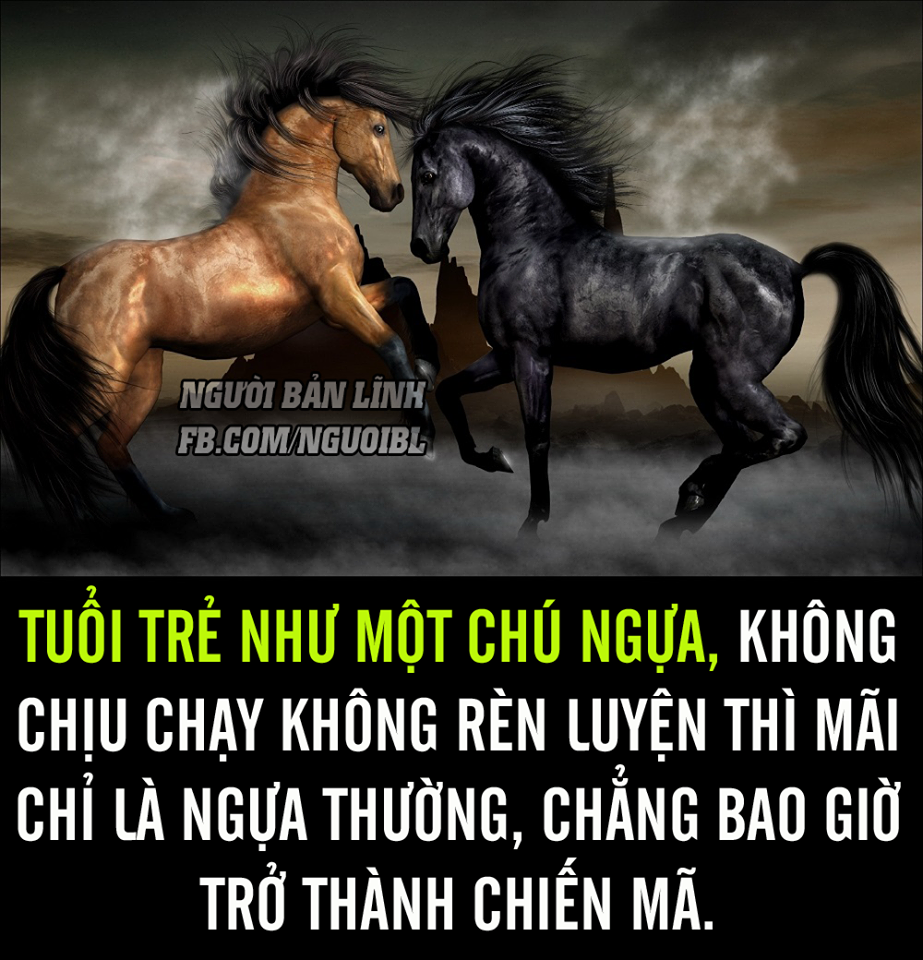 NGƯỜI BẢN LĨNH
FB.COM/NGUOIBL
TUỔI TRẺ NHƯ MỘT CHÚ NGỰA, KHÔNG
CHỊU CHẠY KHÔNG RÈN LUYỆN THÌ MÃI
CHỈ LÀ NGỰA THƯỜNG, CHẲNG BAO GIỜ
TRỞ THÀNH CHIẾN MÃ.